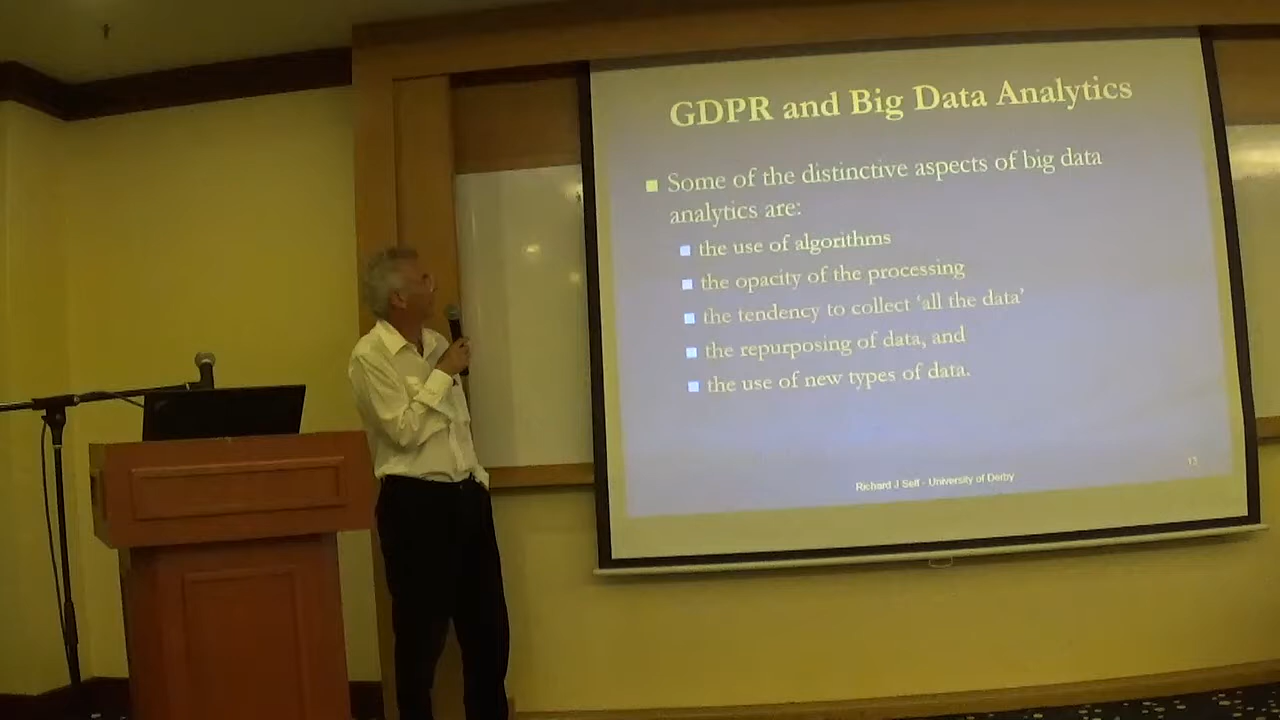 GDPR and Big Data Analytics
Some of the distinctive aspects of big data
analytics are:
the use of algorithms
the opacity of the processing
the tendency to collect ‘all the data’
the repurposing of data, and
the use of new types of data.
Richard J Self - University of Derby
13